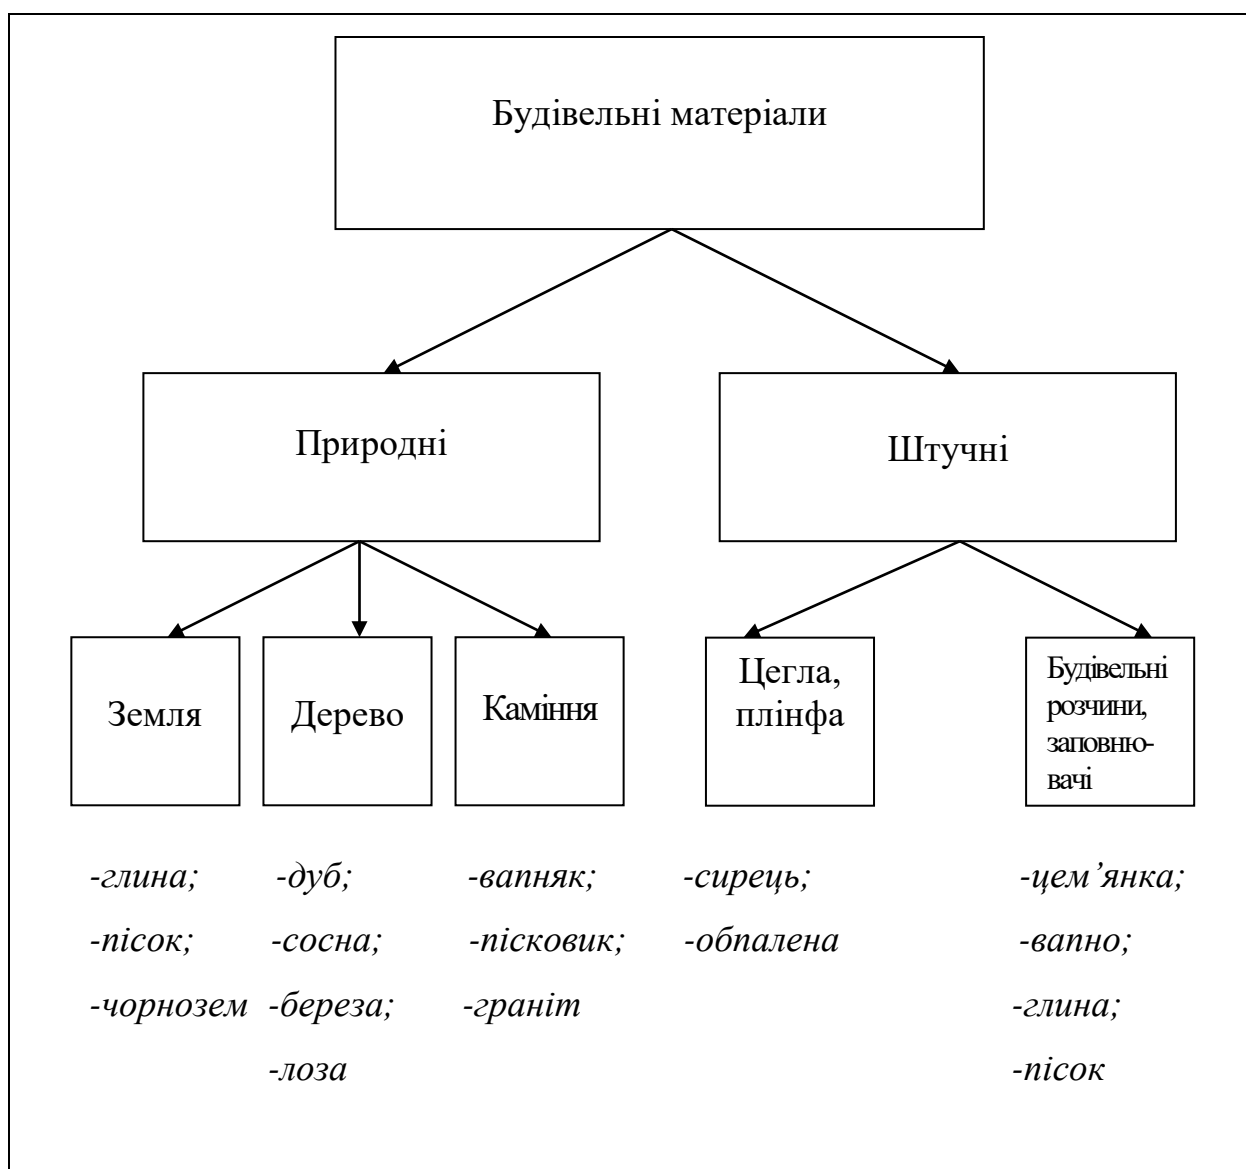 Будівельні матеріали
Природні
Штучні
Земля
Дерево
Каміння
Цегла,
плінфа
Будівельні
розчини,
заповню-
вачі
-глина;
-пісок;
-чорнозем
-дуб;
-сосна;
-береза;
-лоза
-вапняк;
-пісковик;
-граніт
-сирець;
-обпалена
-цем’янка;
-вапно;
-глина;
-пісок